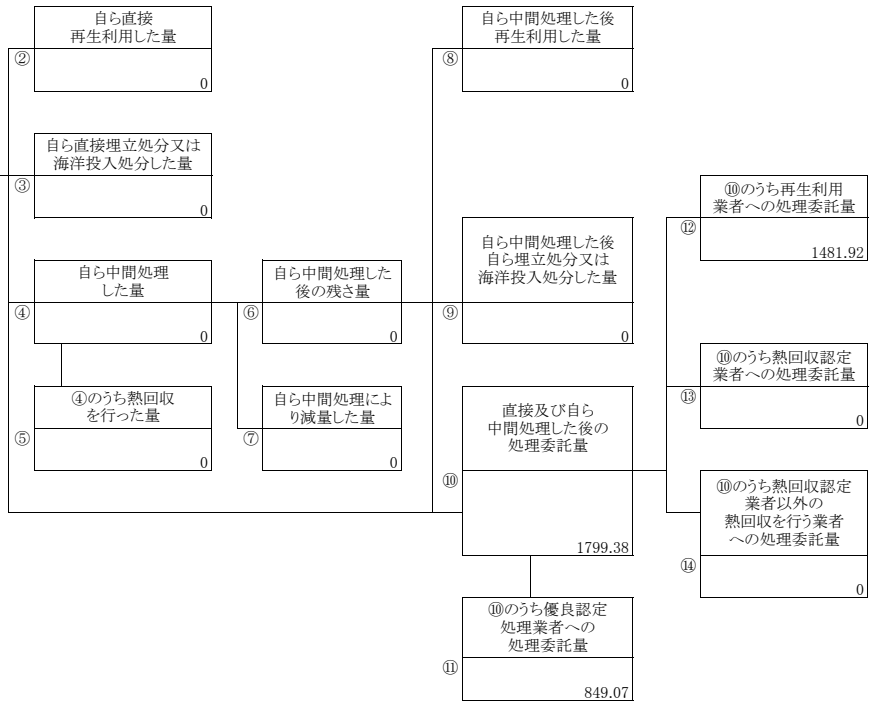 自ら直接
再生利用した量
②
0
自ら直接埋立処分又は
海洋投入処分した量
③
0
自ら中間処理
した量
④
0
④のうち熱回収
を行った量
⑤
0
自ら中間処理した
後の残さ量
⑥
0
自ら中間処理によ
り減量した量
⑦
0
自ら中間処理した後
再生利用した量
⑧
0
自ら中間処理した後
自ら埋立処分又は
海洋投入処分した量
⑨
0
直接及び自ら
中間処理した後の
処理委託量
⑩
1799.38
⑩のうち優良認定
処理業者への
処理委託量
⑪
849.07
⑩のうち再生利用
業者への処理委託量
⑫
1481.92
⑩のうち熱回収認定
業者への処理委託量
⑬
0
⑩のうち熱回収認定
業者以外の
熱回収を行う業者
への処理委託量
⑭
0